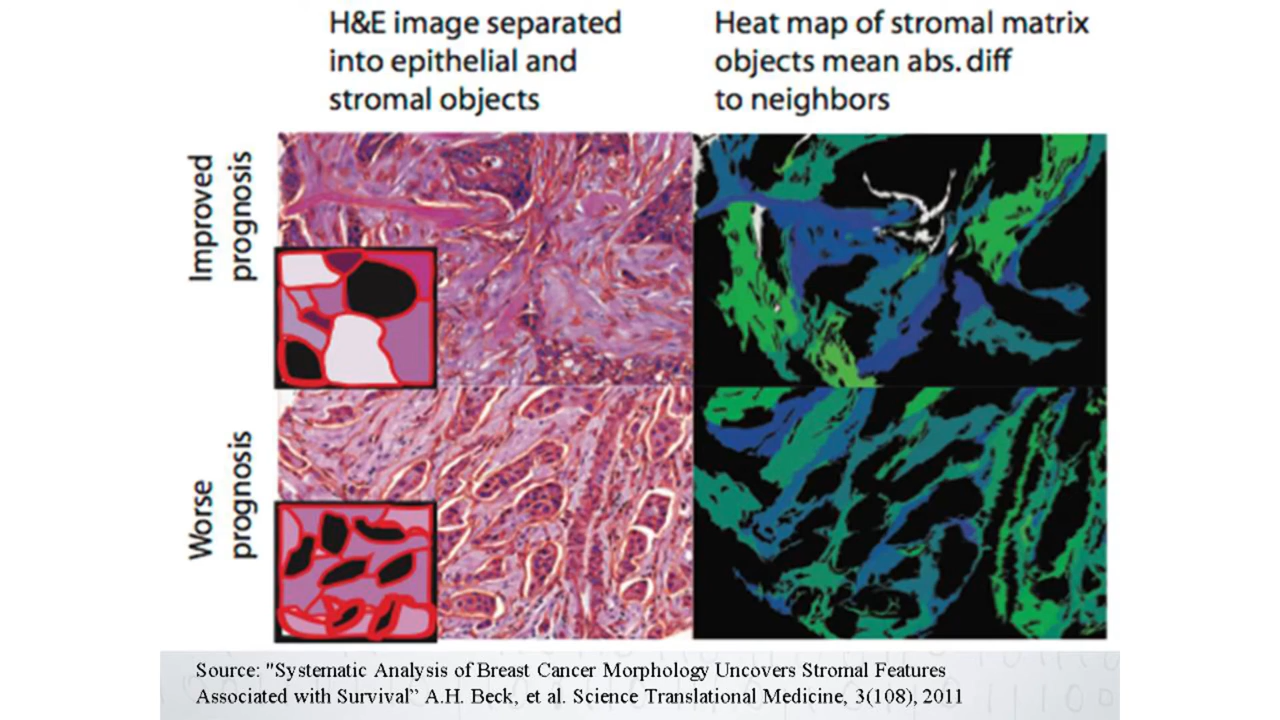 H&E image separated
into epithelial and
stromal objects
Heat map of stromal matrix
objects mean abs. diff
to neighbors
Improved
prognosis
Worse
prognosis
Source: "Systematic Analysis of Breast Cancer Morphology Uncovers Stromal Features
Associated with Survival” A.H. Beck, et al. Science Translational Medicine, 3(108), 2011